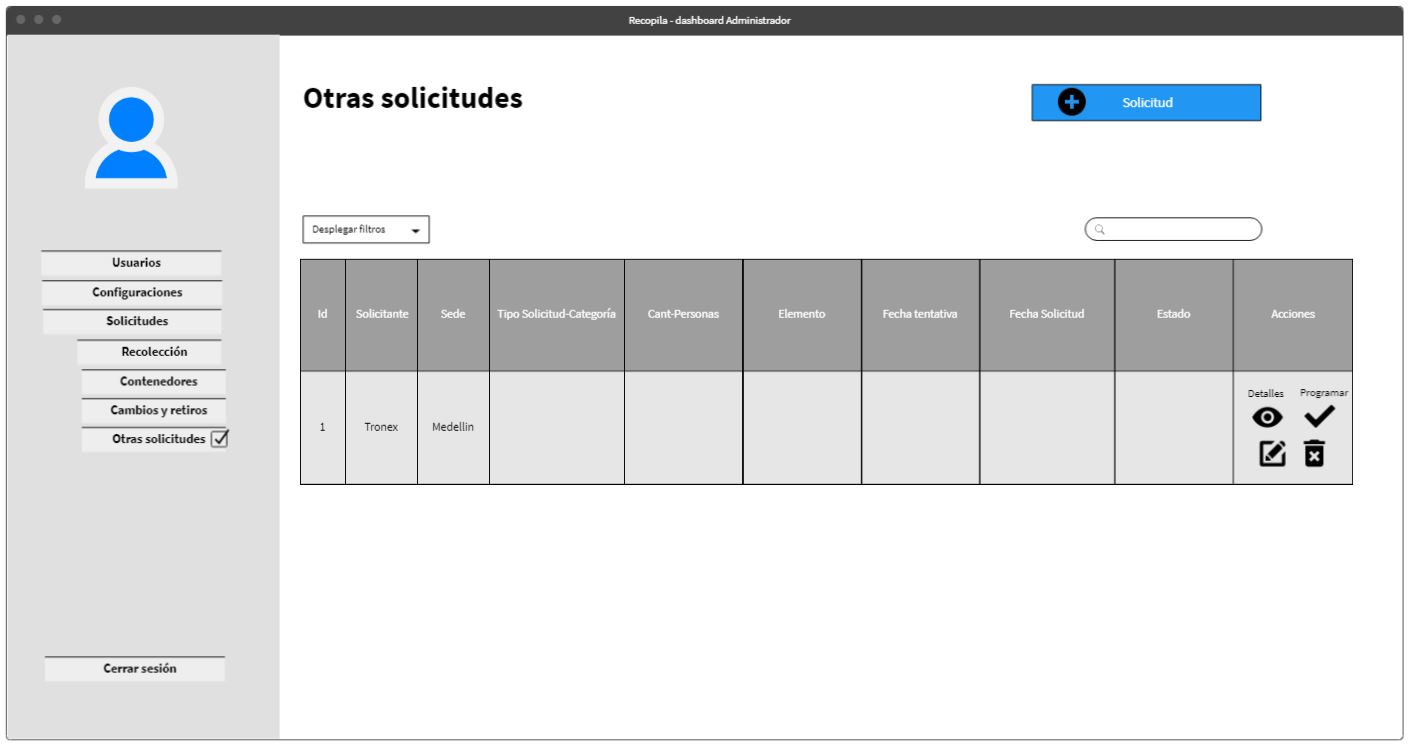 Recopila - dashboard Administrador
Otras solicitudes
Solicitud
Desplegar filtros
Usuarios
Configuraciones
Solicitudes
Recolección
Contenedores
Cambios y retiros
Otras solicitudes
Cerrar sesión
Id Solicitante Sede Tipo Solicitud-Categoría Cant-Personas Elemento Fecha tentativa Fecha Solicitud Estado Acciones
Detalles Programar
1 Tronex Medellin